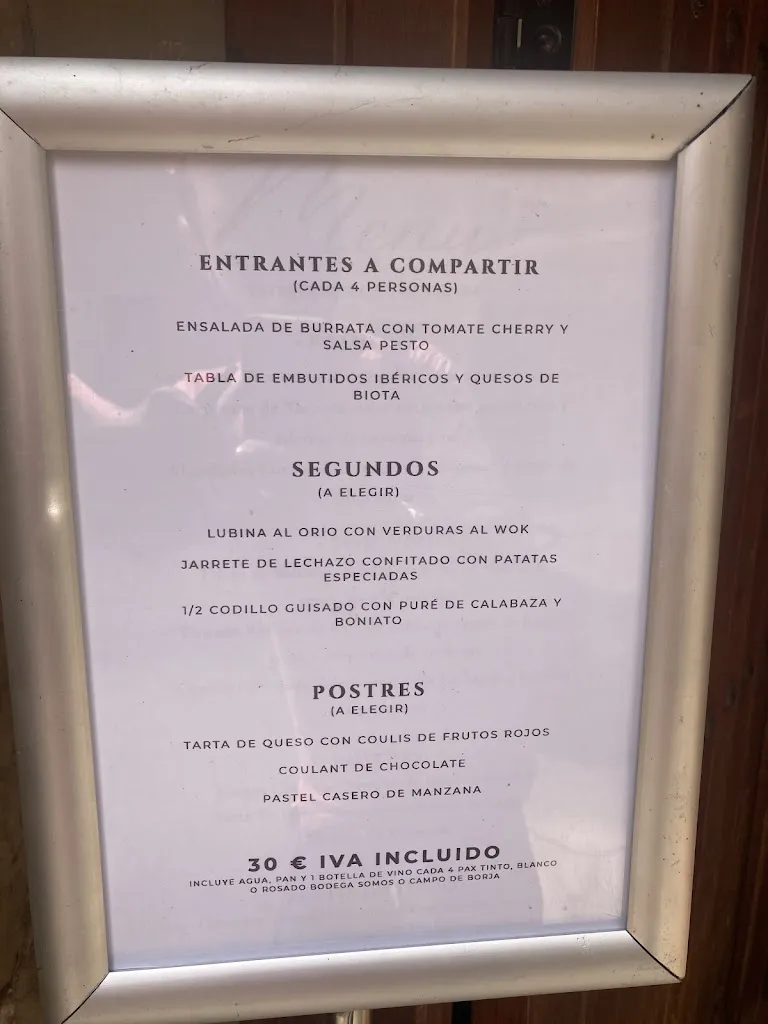 Menu
ENTRANTES A COMPARTIR
(CADA 4 PERSONAS)
ENSALADA DE BURRATA CON TOMATE CHERRY Y
SALSA PESTO
TABLA DE EMBUTIDOS IBÉRICOS Y QUESOS DE
BIOTA
SEGUNDOS
(A ELEGIR)
LUBINA AL ORIO CON VERDURAS AL WOK
JARRETE DE LECHAZO CONFITADO CON PATATAS
ESPECIADAS
1/2 CODILLO GUISADO CON PURÉ DE CALABAZA Y
BONIATO
POSTRES
(A ELEGIR)
TARTA DE QUESO CON COULIS DE FRUTOS ROJOS
COULANT DE CHOCOLATE
PASTEL CASERO DE MANZANA
30 € IVA INCLUIDO
INCLUYE AGUA, PAN Y 1 BOTELLA DE VINO CADA 4 PAX TINTO, BLANCO
O ROSADO BODEGA SOMOS O CAMPO DE BORJA